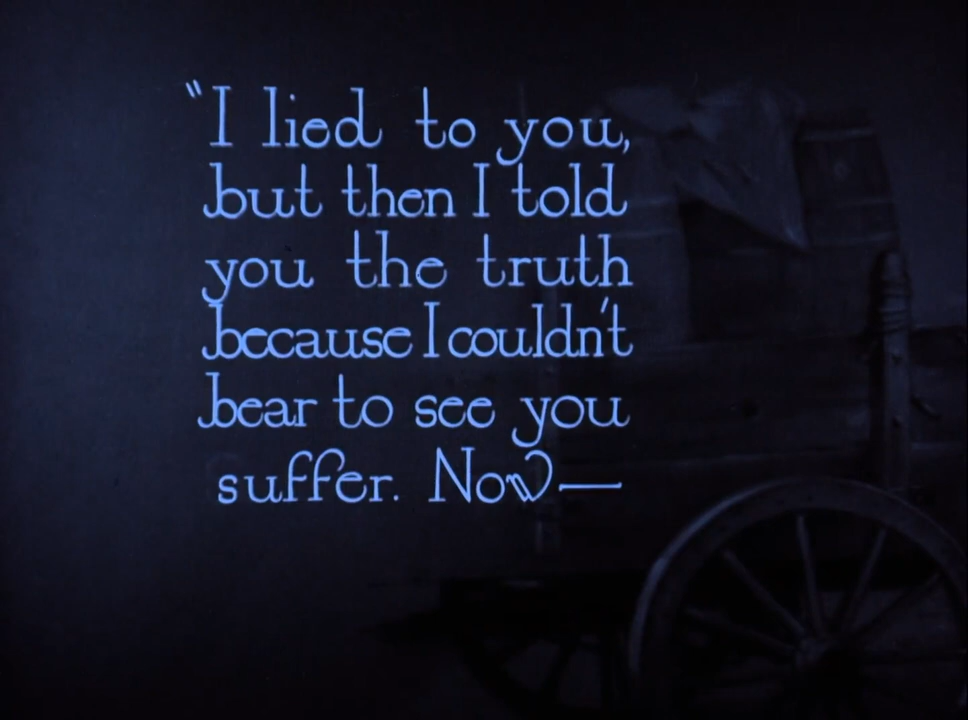 "I lied to you,
but then I told
you the truth
because I couldn't
bear to see you
suffer. Now—